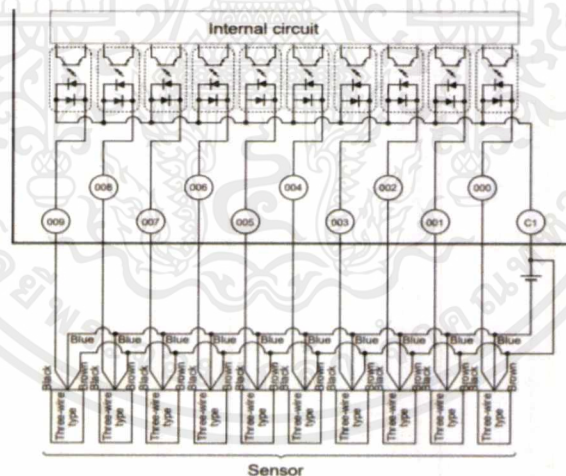 Internal circuit
008
006
004
002
000
009
007
005
003
001
C1
Blue Blue Blue Blue Blue Blue Blue Blue Blue
Black Brown Black Brown Black Brown Black Brown Black Brown Black Brown Black Brown Black Brown Black Brown Black Brown
Three-wire type Three-wire type Three-wire type Three-wire type Three-wire type Three-wire type Three-wire type Three-wire type Three-wire type Three-wire type
Sensor